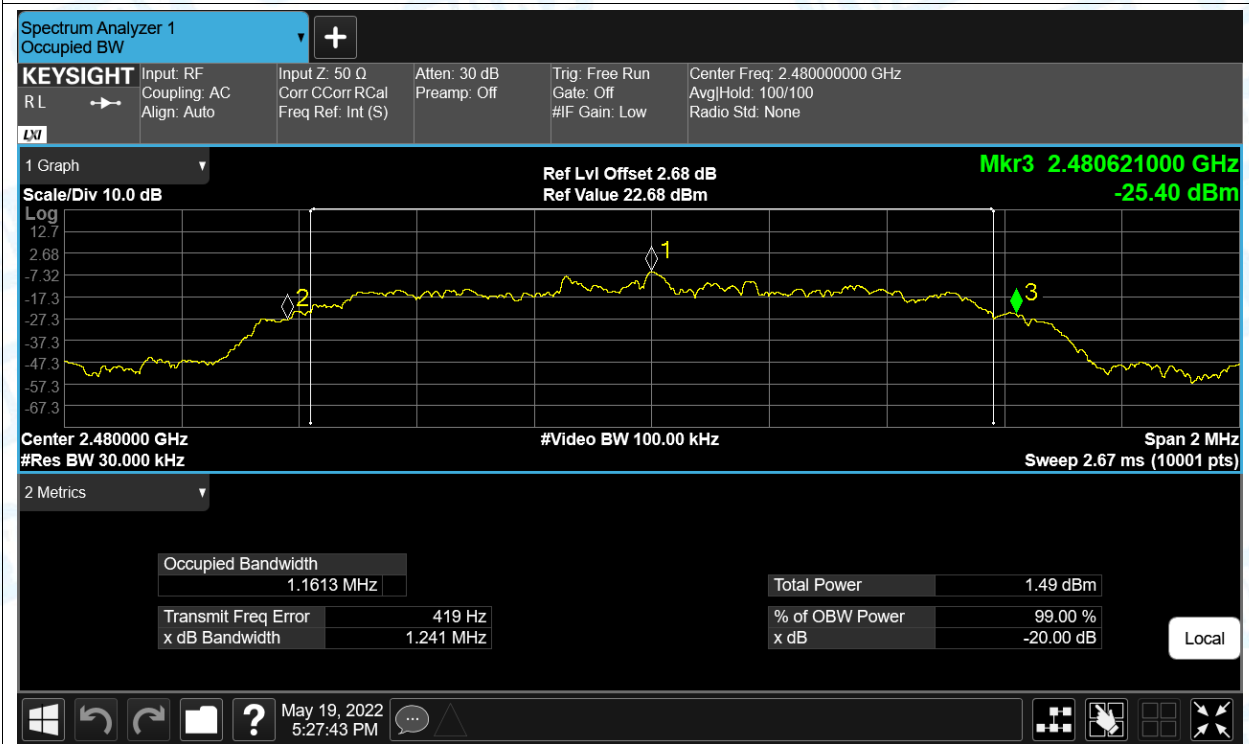 Spectrum Analyzer 1
Occupied BW
KEYSIGHT
R L
LXI
Input: RF
Coupling: AC
Align: Auto
Input Z: 50 Ω
Corr CCorr RCal
Freq Ref: Int (S)
Atten: 30 dB
Preamp: Off
Trig: Free Run
Gate: Off
#IF Gain: Low
Center Freq: 2.480000000 GHz
Avg|Hold: 100/100
Radio Std: None
1 Graph
Scale/Div 10.0 dB
Ref Lvl Offset 2.68 dB
Ref Value 22.68 dBm
Mkr3 2.480621000 GHz
-25.40 dBm
Log
12.7
2.68
-7.32
-17.3
-27.3
-37.3
-47.3
-57.3
-67.3
1
2
3
Center 2.480000 GHz
#Res BW 30.000 kHz
#Video BW 100.00 kHz
Span 2 MHz
Sweep 2.67 ms (10001 pts)
2 Metrics
Occupied Bandwidth
1.1613 MHz
Total Power 1.49 dBm
Transmit Freq Error 419 Hz
% of OBW Power 99.00 %
x dB Bandwidth 1.241 MHz
x dB -20.00 dB
Local
?
May 19, 2022
5:27:43 PM